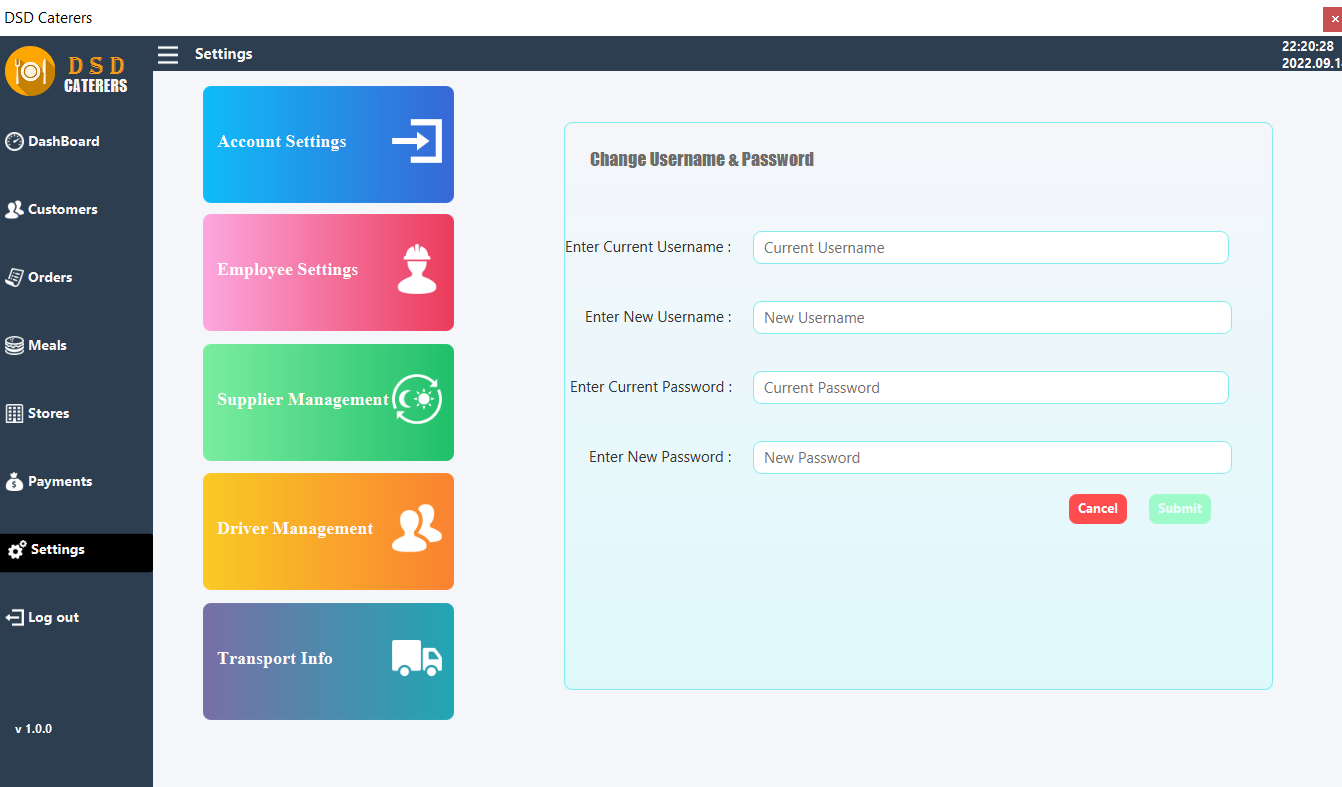 DSD Caterers
DSD
CATERERS
Settings
22:20:28
2022.09.1
DashBoard
Customers
Orders
Meals
Stores
Payments
Settings
Log out
v 1.0.0
Account Settings
Employee Settings
Supplier Management
Driver Management
Transport Info
Change Username & Password
Enter Current Username : Current Username
Enter New Username : New Username
Enter Current Password : Current Password
Enter New Password : New Password
Cancel Submit